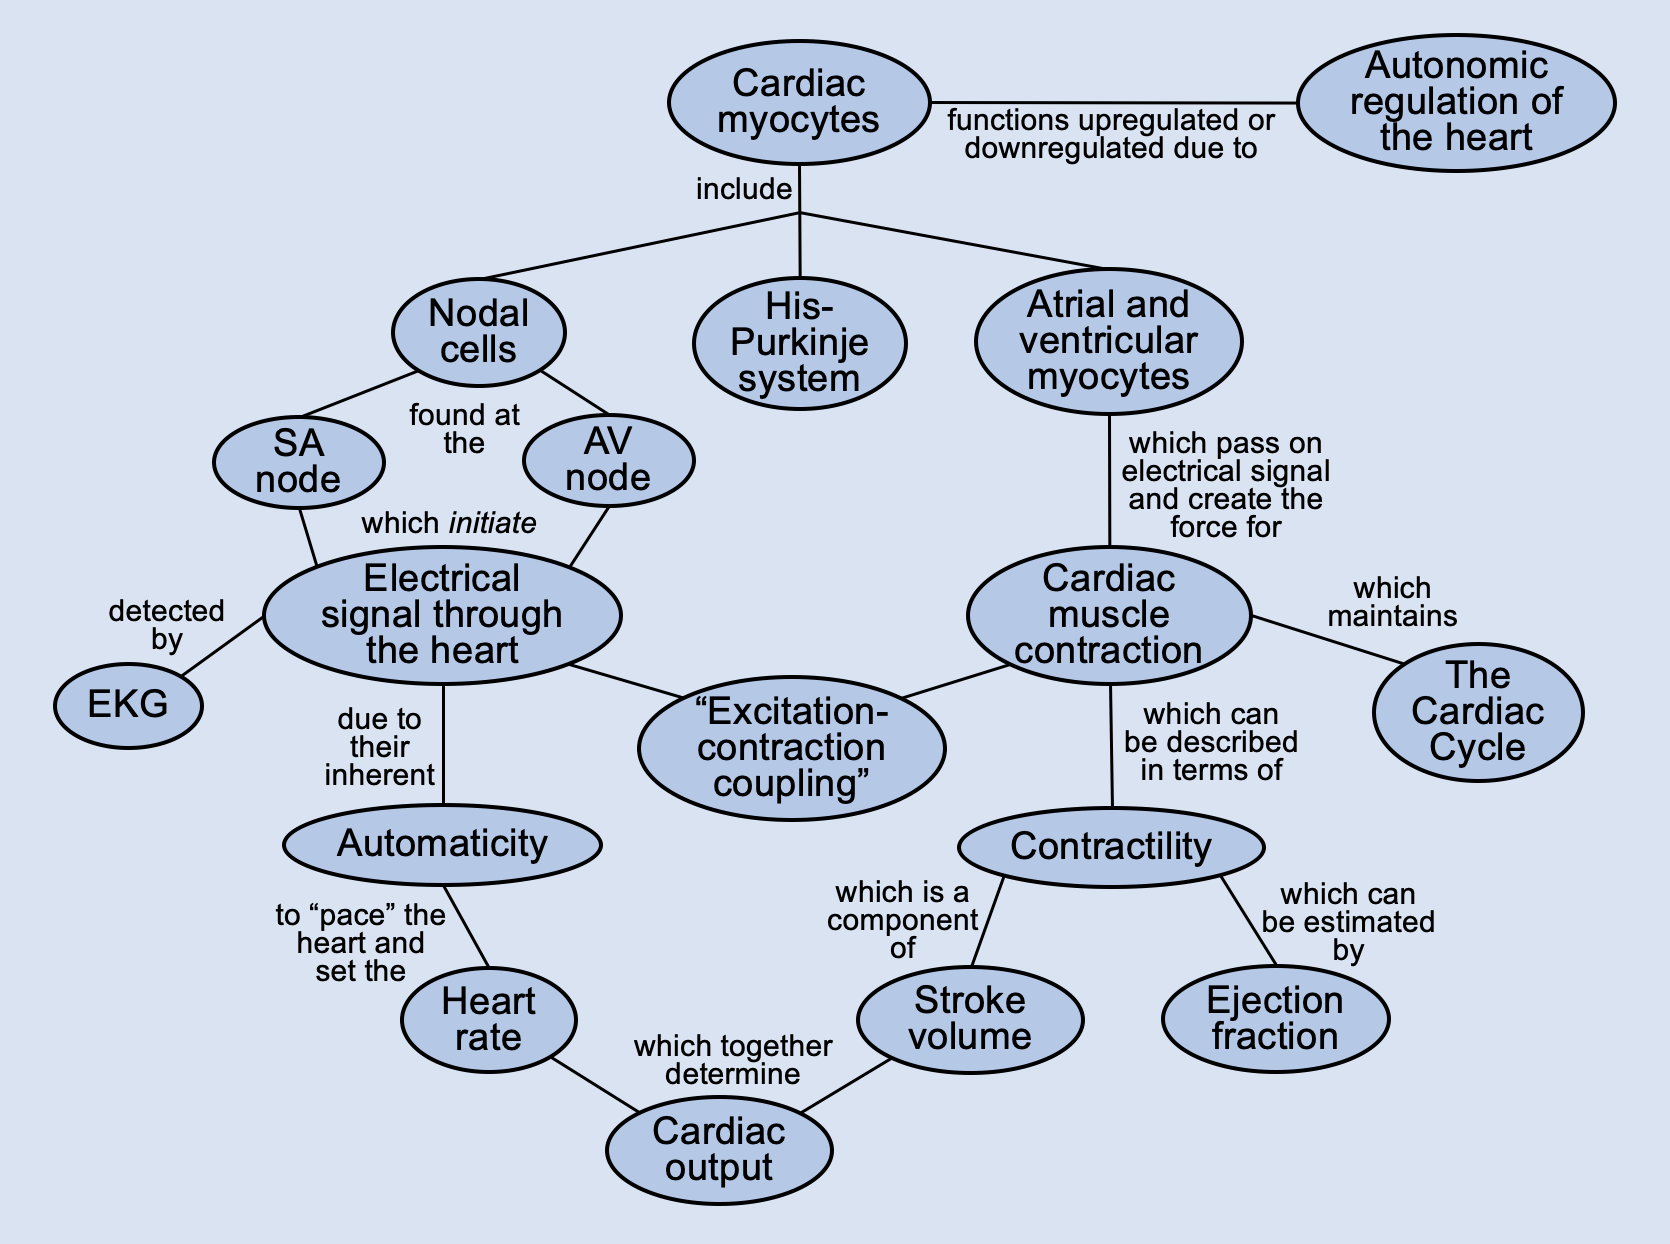 Cardiac
myocytes
Autonomic
regulation of
the heart
functions upregulated or
downregulated due to
include
Nodal
cells
His-
Purkinje
system
Atrial and
ventricular
myocytes
found at
the
SA
node
AV
node
which pass on
electrical signal
and create the
force for
which initiate
Electrical
signal through
the heart
Cardiac
muscle
contraction
which
maintains
detected
by
EKG
The
Cardiac
Cycle
“Excitation-
contraction
coupling”
due to
their
inherent
which can
be described
in terms of
Automaticity
Contractility
to “pace” the
heart and
set the
which is a
component
of
which can
be estimated
by
Heart
rate
Stroke
volume
Ejection
fraction
which together
determine
Cardiac
output